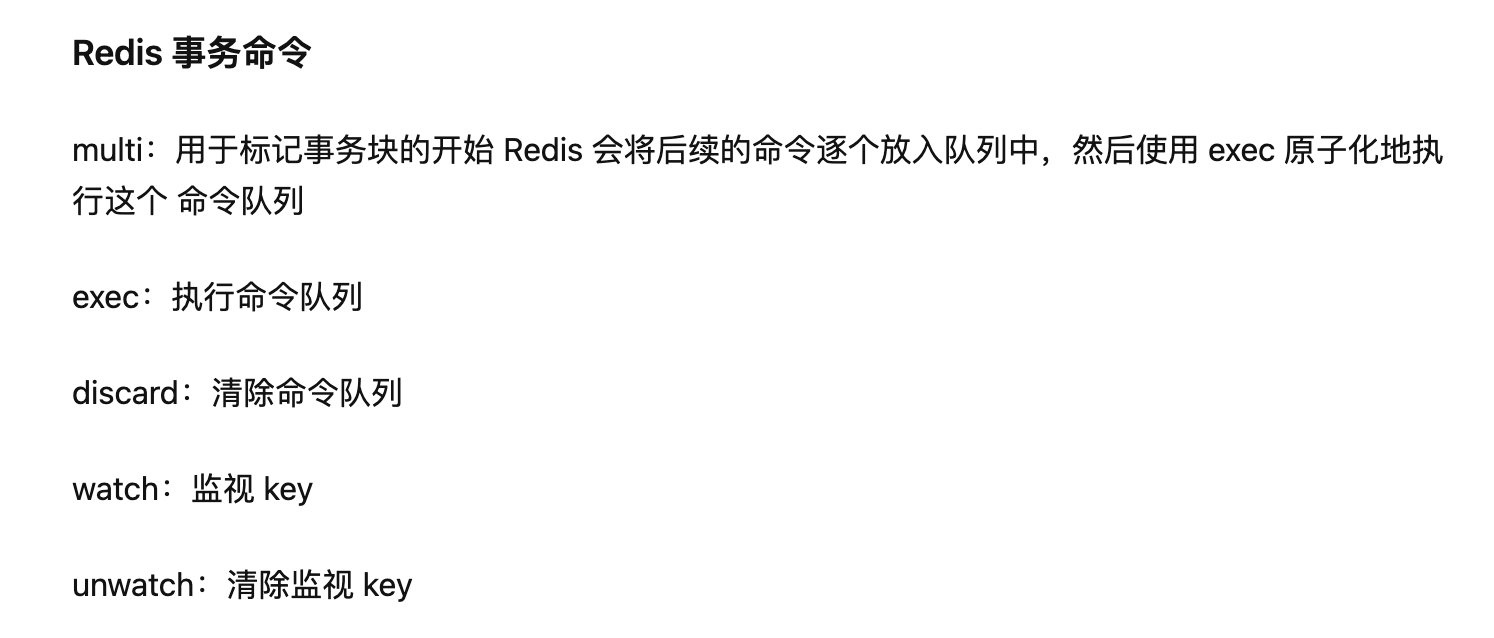 Redis 事务命令
multi：用于标记事务块的开始 Redis 会将后续的命令逐个放入队列中，然后使用 exec 原子化地执
行这个 命令队列
exec：执行命令队列
discard：清除命令队列
watch：监视 key
unwatch：清除监视 key